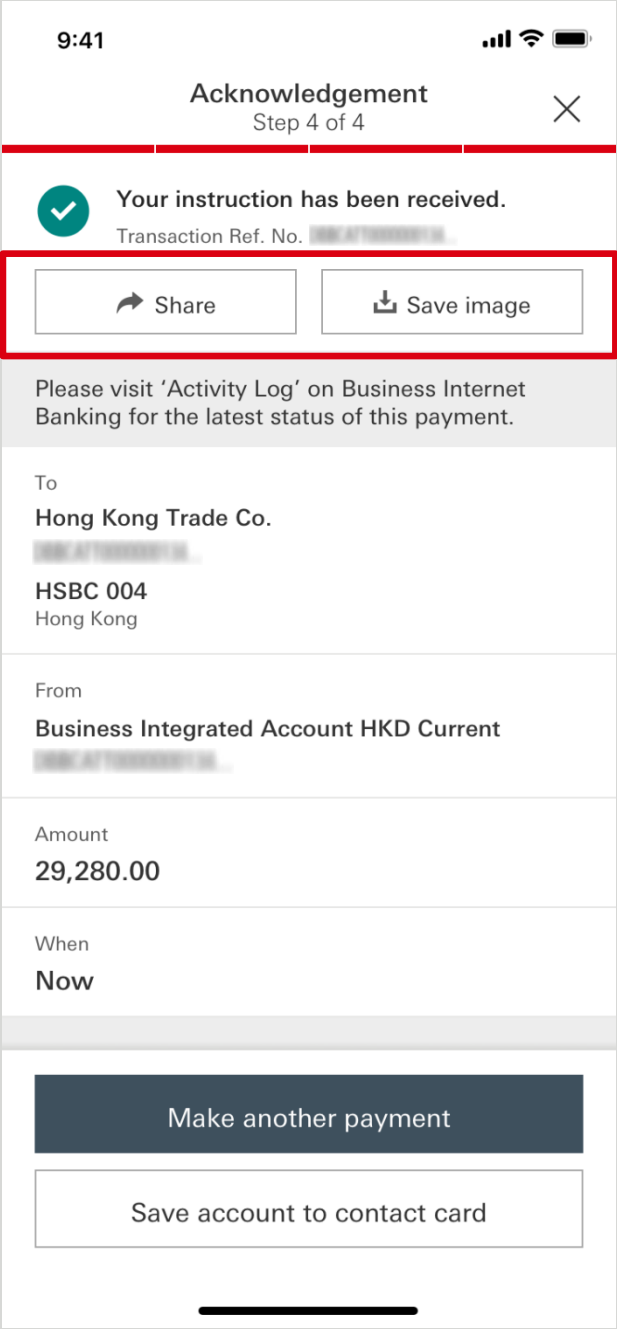 9:41
Acknowledgement
Step 4 of 4
Your instruction has been received.
Transaction Ref. No.
Share
Save image
Please visit ‘Activity Log’ on Business Internet
Banking for the latest status of this payment.
To
Hong Kong Trade Co.
HSBC 004
Hong Kong
From
Business Integrated Account HKD Current
Amount
29,280.00
When
Now
Make another payment
Save account to contact card